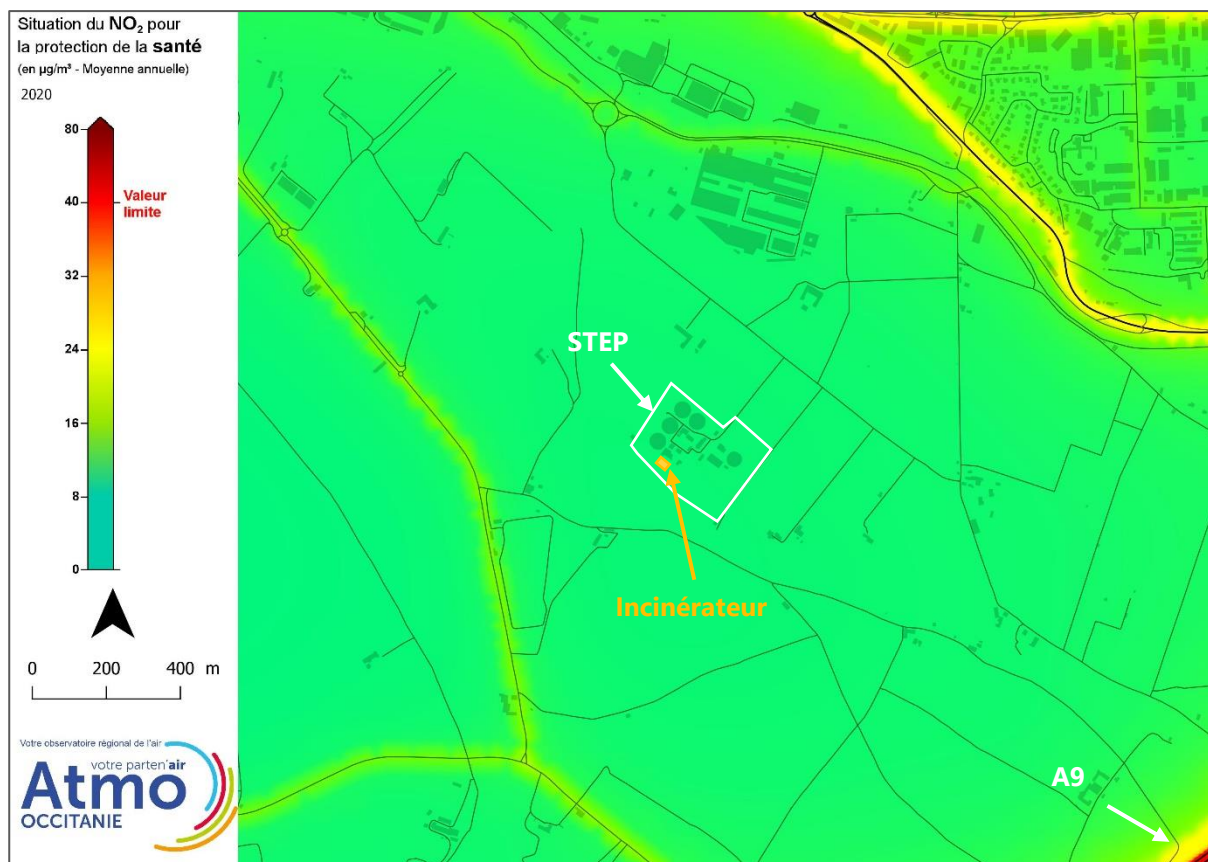 Situation du NO₂ pour
la protection de la santé
(en µg/m³ - Moyenne annuelle)
2020
80
40
Valeur
limite
32
24
16
8
0
0 200 400 m
Votre observatoire régional de l'air
votre parten'air
Atmo
OCCITANIE
STEP
Incinérateur
A9